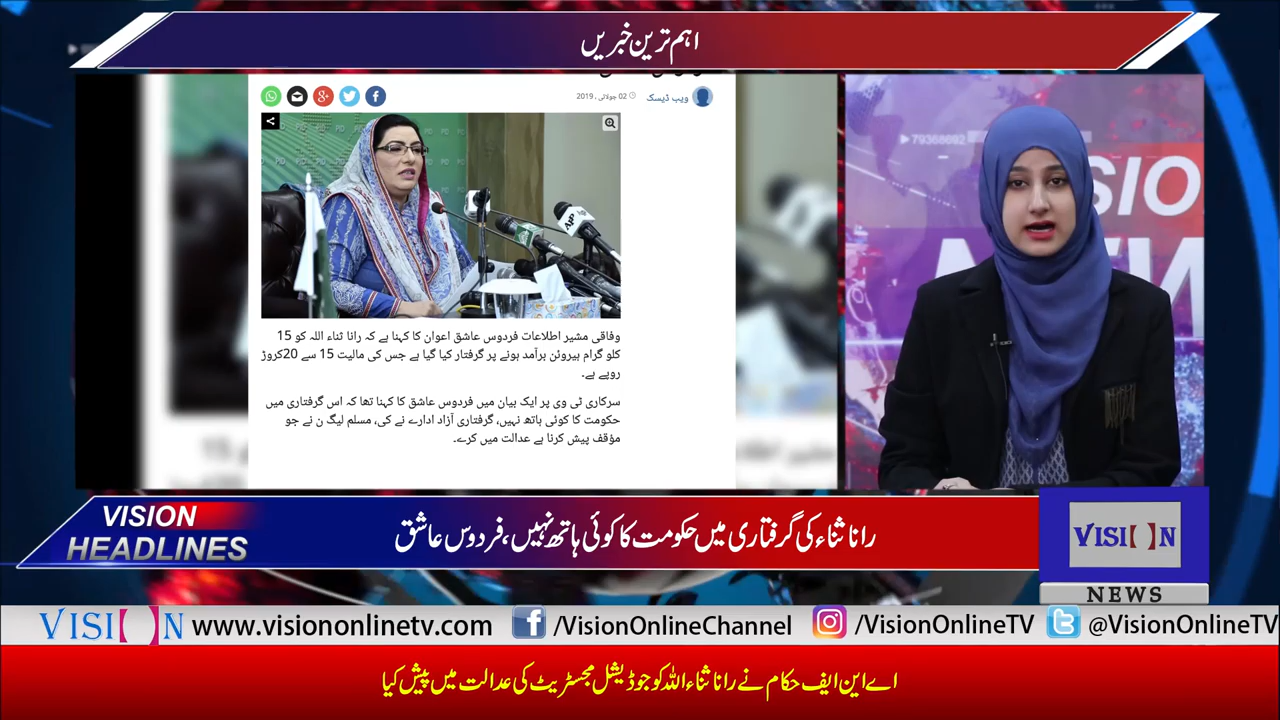 اہم ترین خبریں
ویب ڈیسک
02 جولائی ، 2019
وفاقی مشیر اطلاعات فردوس عاشق اعوان کا کہنا ہے کہ رانا ثناء اللہ کو 15
کلو گرام ہیروئن برآمد ہونے پر گرفتار کیا گیا ہے جس کی مالیت 15 سے 20کروڑ
روپے ہے۔
سرکاری ٹی وی پر ایک بیان میں فردوس عاشق کا کہنا تھا کہ اس گرفتاری میں
حکومت کا کوئی ہاتھ نہیں، گرفتاری آزاد ادارے نے کی، مسلم لیگ ن نے جو
مؤقف پیش کرنا ہے عدالت میں کرے۔
79368692
VISION
HEADLINES
رانا ثناء کی گرفتاری میں حکومت کا کوئی ہاتھ نہیں، فردوس عاشق
VISION
NEWS
VISION www.visiononlinetv.com /VisionOnlineChannel /VisionOnlineTV @VisionOnlineTV
اے این ایف حکام نے رانا ثناء اللہ کو جوڈیشل مجسٹریٹ کی عدالت میں پیش کیا